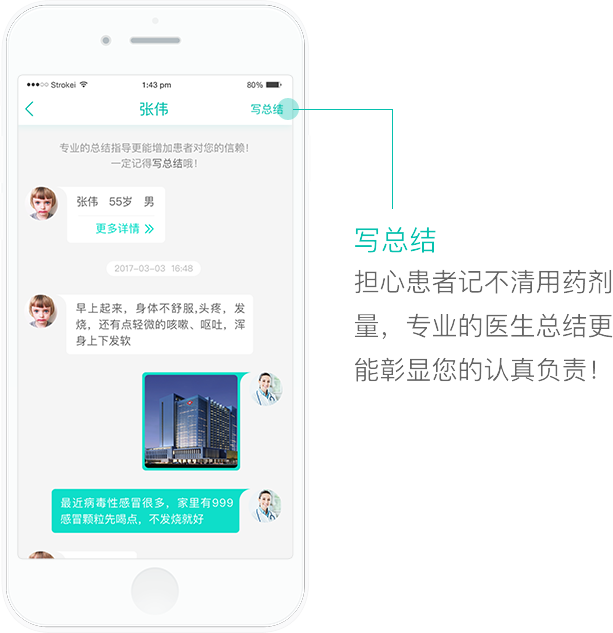 Strokei
1:43 pm
80%
张伟
写总结
专业的总结指导更能增加患者对您的信赖!
一定记得写总结哦!
张伟 55岁 男
更多详情
2017-03-03 16:48
早上起来，身体不舒服,头疼，发
烧，还有点轻微的咳嗽、呕吐，浑
身上下发软
最近病毒性感冒很多，家里有999
感冒颗粒先喝点，不发烧就好
写总结
担心患者记不清用药剂
量，专业的医生总结更
能彰显您的认真负责！